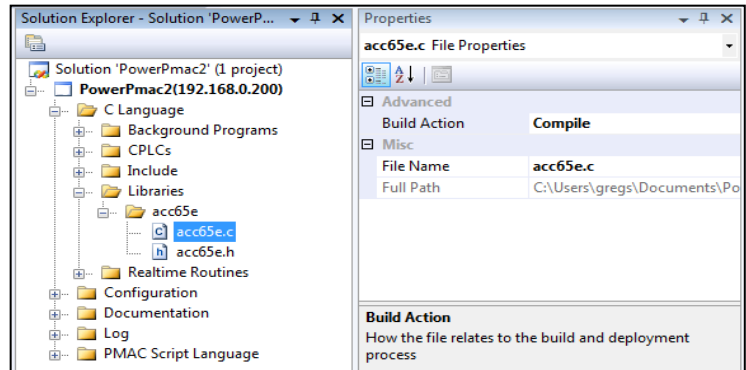 Solution Explorer - Solution 'PowerP...
Solution 'PowerPmac2' (1 project)
PowerPmac2(192.168.0.200)
C Language
Background Programs
CPLCs
Include
Libraries
acc65e
acc65e.c
acc65e.h
Realtime Routines
Configuration
Documentation
Log
PMAC Script Language
Properties
acc65e.c File Properties
Advanced
Build Action Compile
Misc
File Name acc65e.c
Full Path C:\Users\gregs\Documents\Po
Build Action
How the file relates to the build and deployment
process